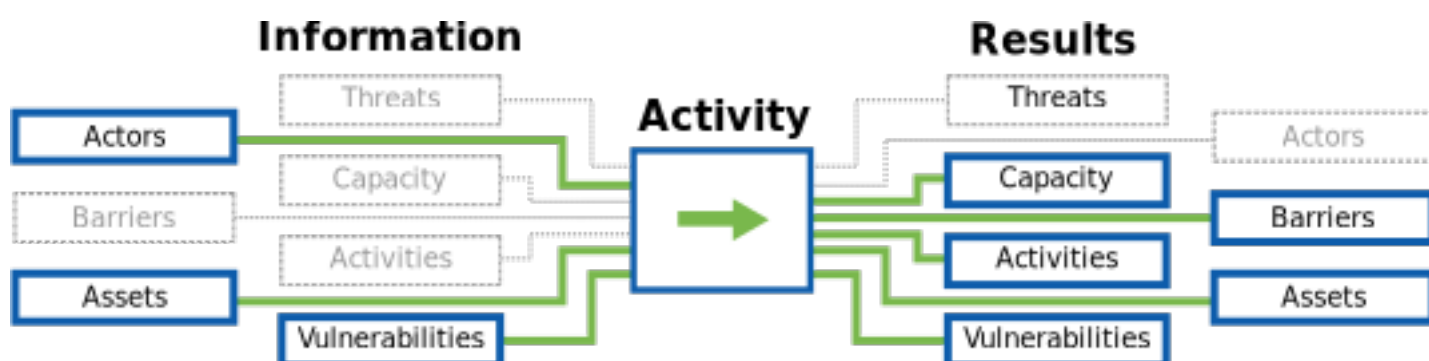 Information
Results
Activity
Threats
Actors
Capacity
Barriers
Activities
Assets
Vulnerabilities
Threats
Actors
Capacity
Barriers
Activities
Assets
Vulnerabilities